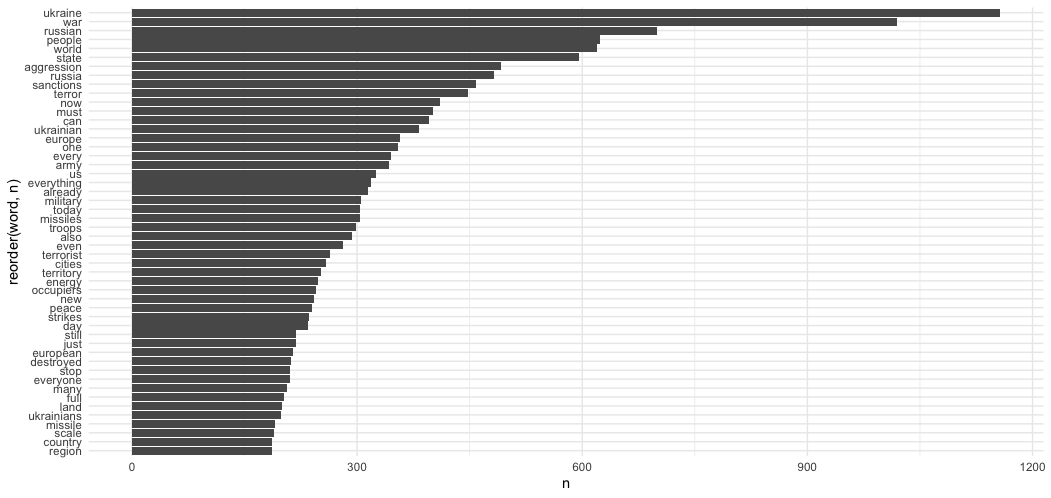 ukraine
war
russian
people
world
state
aggression
russia
sanctions
terror
now
must
can
ukrainian
europe
one
every
army
us
everything
already
military
today
missiles
troops
also
even
terrorist
cities
territory
energy
occupiers
new
peace
strikes
day
still
just
european
destroyed
stop
everyone
many
full
land
ukrainians
missile
scale
country
region
reorder(word, n)
0 300 600 900 1200
n